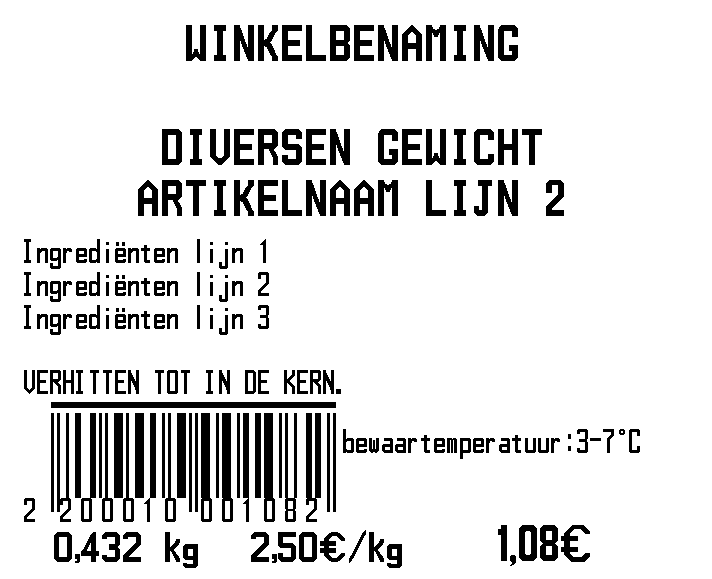 WINKELBENAMING
DIVERSEN GEWICHT
ARTIKELNAAM LIJN 2
Ingrediënten lijn 1
Ingrediënten lijn 2
Ingrediënten lijn 3
VERHITTEN TOT IN DE KERN.
bewaartemperatuur:3-7°C
2 200010 001082
0,432 kg 2,50€/kg 1,08€